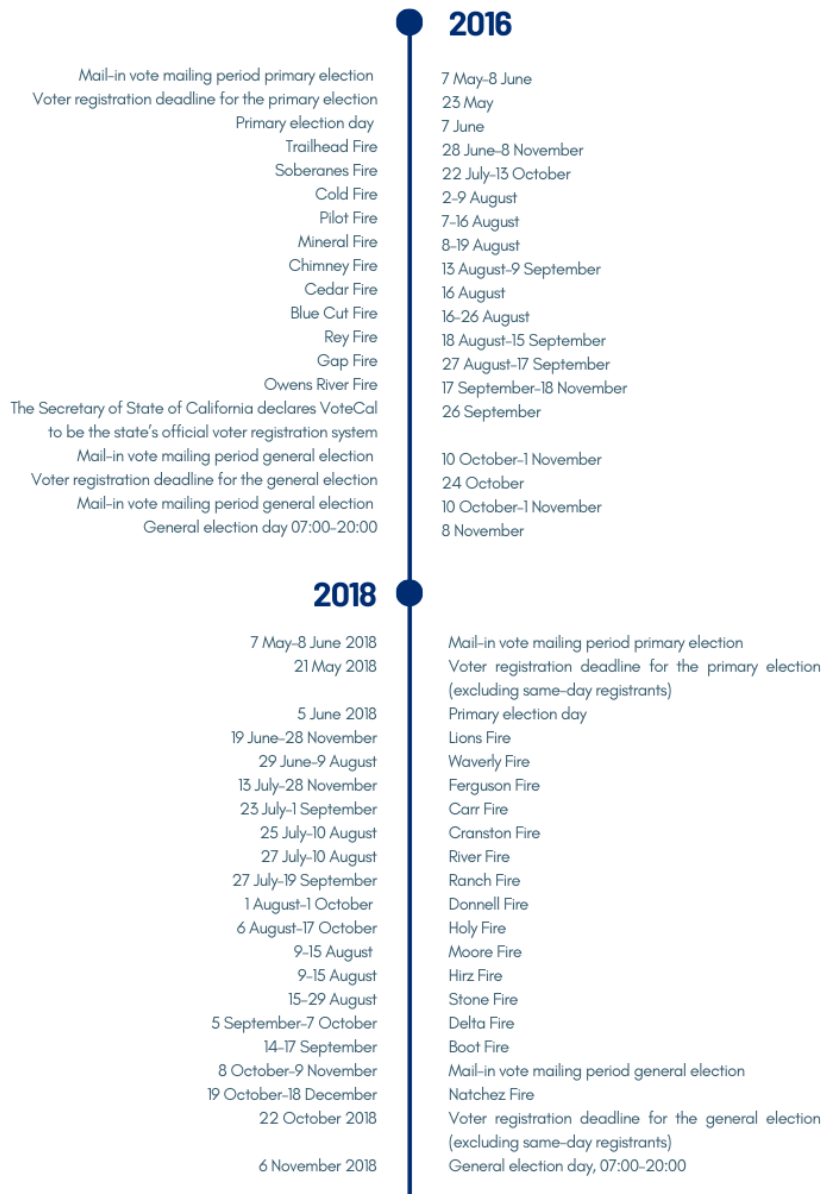 2016
Mail-in vote mailing period primary election 7 May-8 June
Voter registration deadline for the primary election 23 May
Primary election day 7 June
Trailhead Fire 28 June-8 November
Soberanes Fire 22 July-13 October
Cold Fire 2-9 August
Pilot Fire 7-16 August
Mineral Fire 8-19 August
Chimney Fire 13 August-9 September
Cedar Fire 16 August
Blue Cut Fire 16-26 August
Rey Fire 18 August-15 September
Gap Fire 27 August-17 September
Owens River Fire 17 September-18 November
The Secretary of State of California declares VoteCal 26 September
to be the state's official voter registration system
Mail-in vote mailing period general election 10 October-1 November
Voter registration deadline for the general election 24 October
Mail-in vote mailing period general election 10 October-1 November
General election day 07:00-20:00 8 November
2018
7 May-8 June 2018 Mail-in vote mailing period primary election
21 May 2018 Voter registration deadline for the primary election
(excluding same-day registrants)
5 June 2018 Primary election day
19 June-28 November Lions Fire
29 June-9 August Waverly Fire
13 July-28 November Ferguson Fire
23 July-1 September Carr Fire
25 July-10 August Cranston Fire
27 July-10 August River Fire
27 July-19 September Ranch Fire
1 August-1 October Donnell Fire
6 August-17 October Holy Fire
9-15 August Moore Fire
9-15 August Hirz Fire
15-29 August Stone Fire
5 September-7 October Delta Fire
14-17 September Boot Fire
8 October-9 November Mail-in vote mailing period general election
19 October-18 December Natchez Fire
22 October 2018 Voter registration deadline for the general election
(excluding same-day registrants)
6 November 2018 General election day, 07:00-20:00